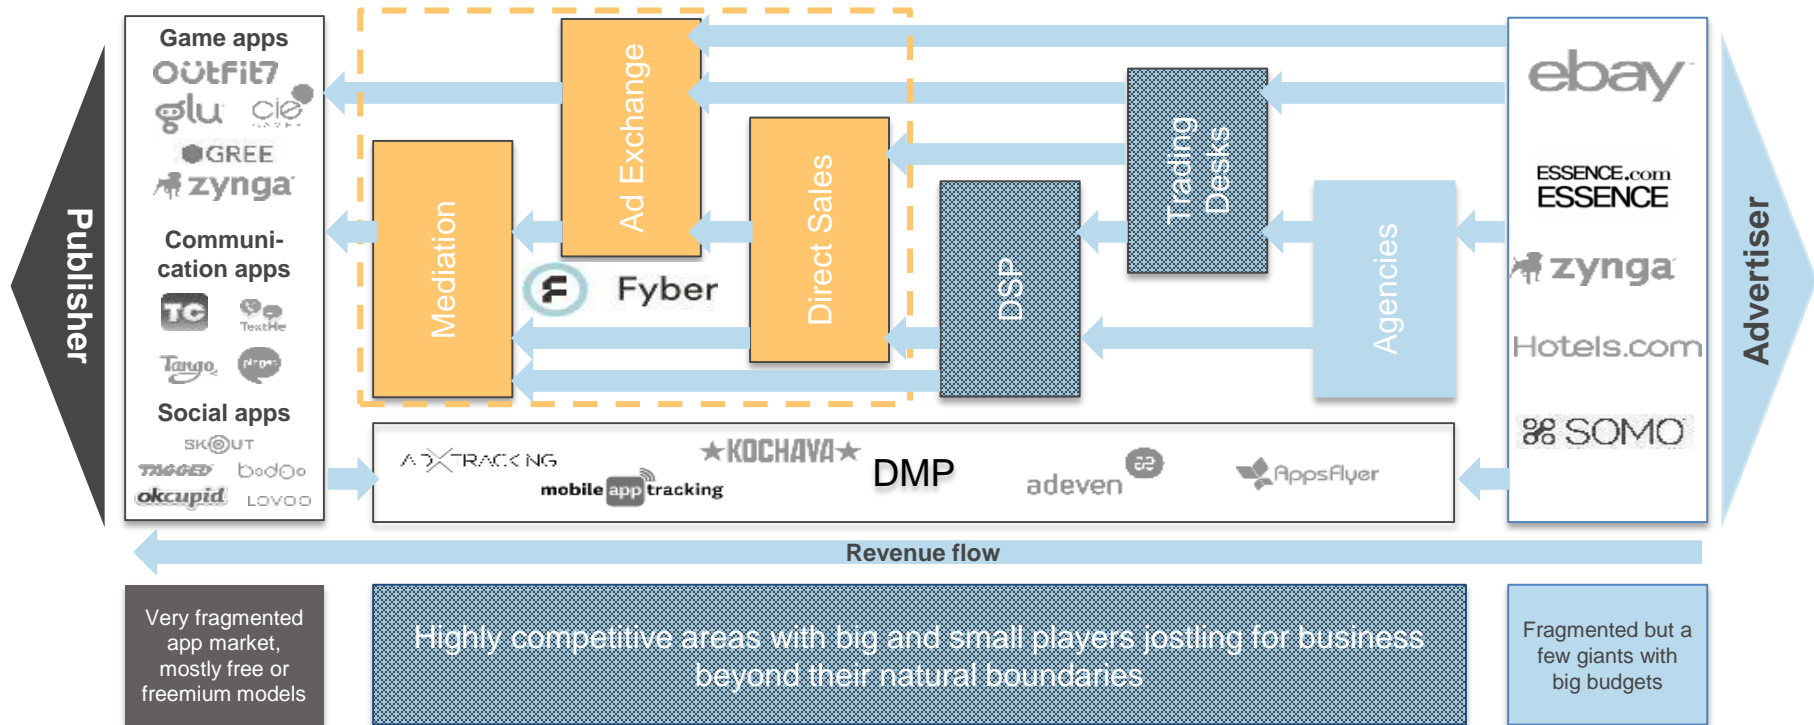 Publisher
Game apps
Outfit7
glu
cie
GREE
zynga
Communi-
cation apps
TC
TextMe
Tango
Social apps
SKOUT
TAGGED
badoo
okcupid
LOVOO
Mediation
Ad Exchange
Fyber
Direct Sales
DSP
Trading
Desks
Agencies
ebay
ESSENCE.com
ESSENCE
zynga
Hotels.com
SOMO
Advertiser
ADXTRACKING
mobile app tracking
KOCHAVA
DMP
adeven
ae
AppsFlyer
Revenue flow
Very fragmented
app market,
mostly free or
freemium models
Highly competitive areas with big and small players jostling for business
beyond their natural boundaries
Fragmented but a
few giants with
big budgets